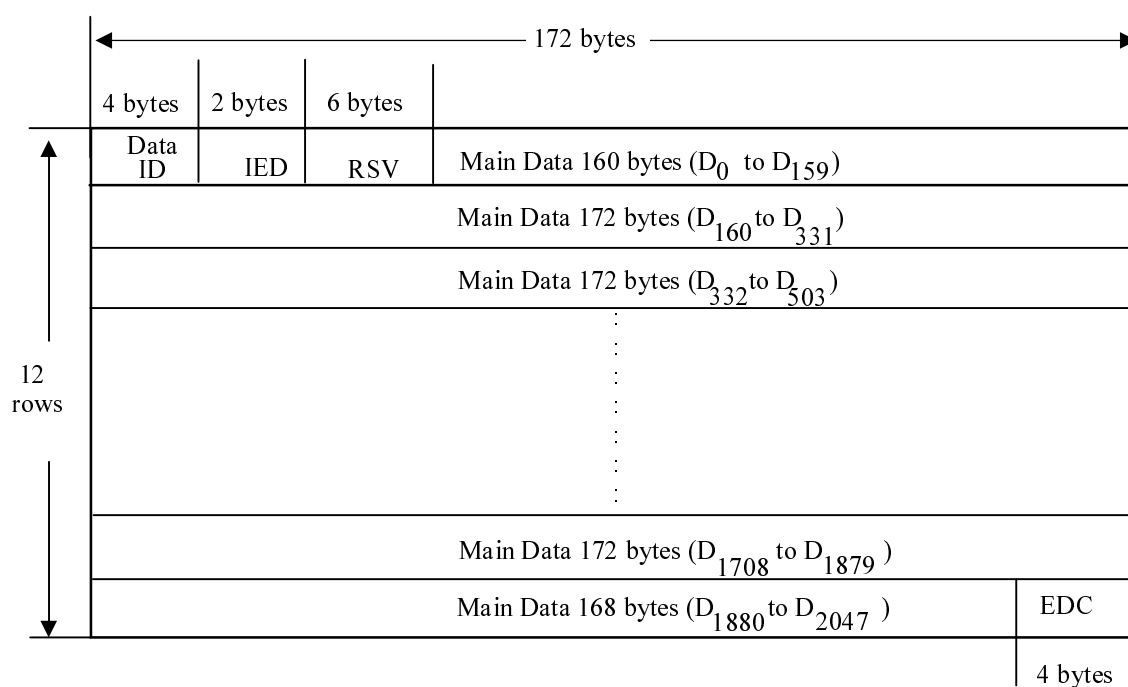 172 bytes
4 bytes 2 bytes 6 bytes
Data ID IED RSV Main Data 160 bytes (D0 to D159)
Main Data 172 bytes (D160 to D331)
Main Data 172 bytes (D332 to D503)
12
rows
Main Data 172 bytes (D1708 to D1879 )
Main Data 168 bytes (D1880 to D2047 ) EDC
4 bytes